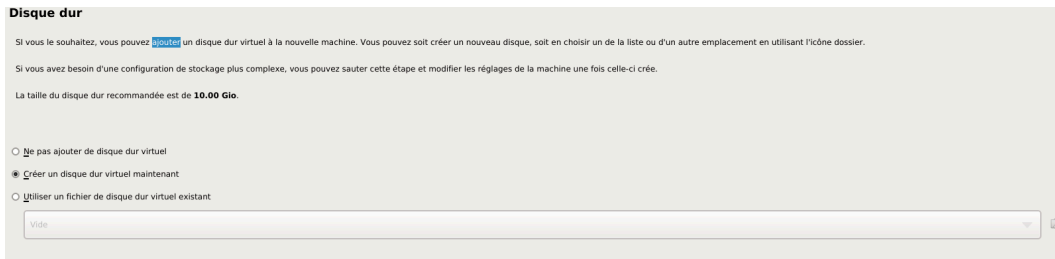 Disque dur
SI vous le souhaitez, vous pouvez ajouter un disque dur virtuel à la nouvelle machine. Vous pouvez soit créer un nouveau disque, soit en choisir un de la liste ou d'un autre emplacement en utilisant l'icône dossier.
Si vous avez besoin d'une configuration de stockage plus complexe, vous pouvez sauter cette étape et modifier les réglages de la machine une fois celle-ci crée.
La taille du disque dur recommandée est de 10.00 Gio.
Ne pas ajouter de disque dur virtuel
Créer un disque dur virtuel maintenant
Utiliser un fichier de disque dur virtuel existant
Vide